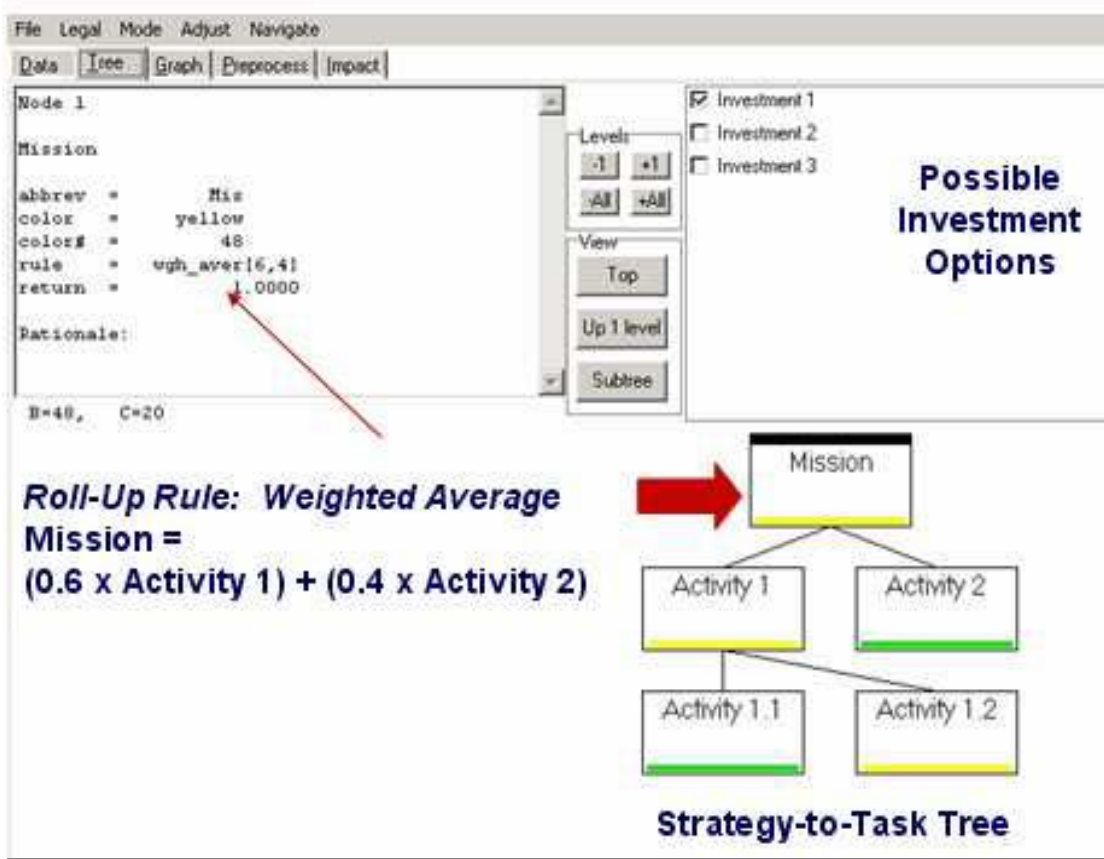 File Legal Mode Adjust Navigate
Data Tree Graph Preprocess Impact
Node 1
Mission
abbrev = Mis
color = yellow
color# = 48
rule = wgh_aver[6,4]
return = 1.0000
Rationale:
B=48, C=20
Levels
-1 +1
-All +All
View
Top
Up 1 level
Subtree
Investment 1
Investment 2
Investment 3
Possible
Investment
Options
Roll-Up Rule: Weighted Average
Mission =
(0.6 x Activity 1) + (0.4 x Activity 2)
Mission
Activity 1 Activity 2
Activity 1.1 Activity 1.2
Strategy-to-Task Tree